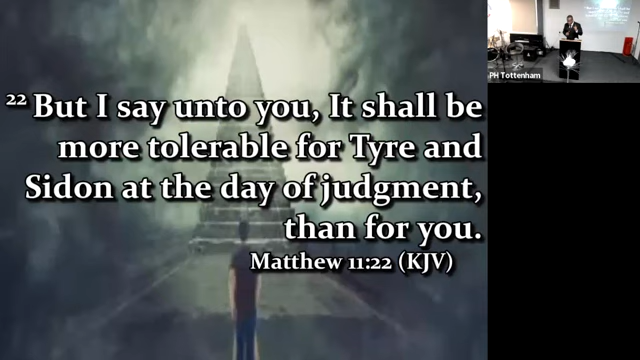 22 But I say unto you, It shall be
more tolerable for Tyre and
Sidon at the day of judgment,
than for you.
Matthew 11:22 (KJV)
PH Tottenham